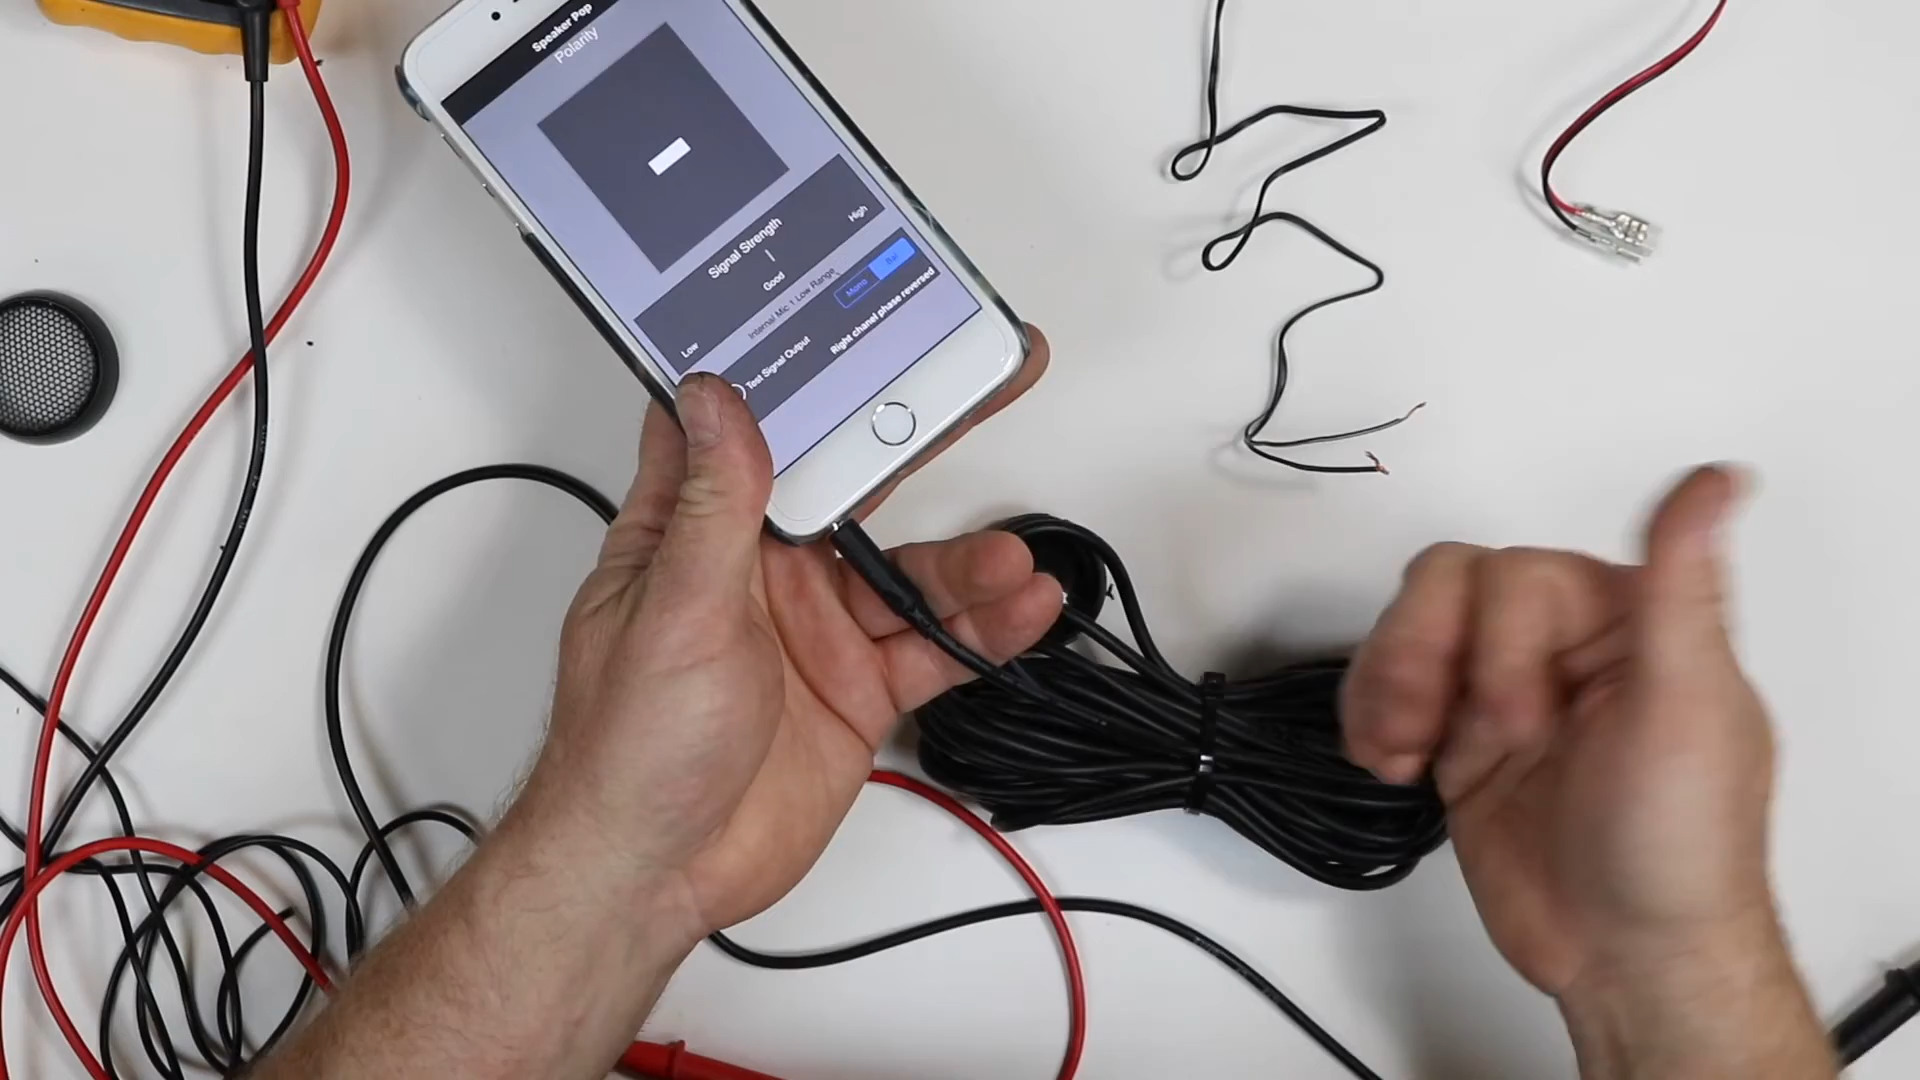 Speaker Pop
Polarity
Signal Strength
Low
Good
High
Internal Mic 1 Low Range
Mono
Bal
Test Signal Output
Right chanel phase reversed